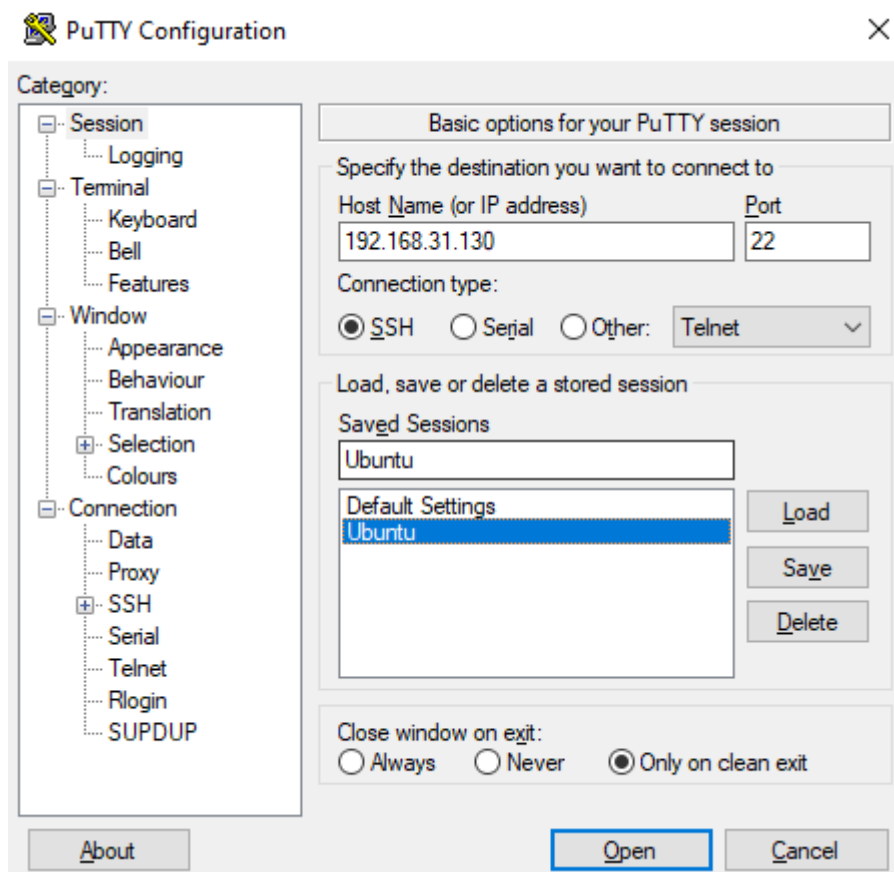 PuTTY Configuration
Category:
Session
Logging
Terminal
Keyboard
Bell
Features
Window
Appearance
Behaviour
Translation
Selection
Colours
Connection
Data
Proxy
SSH
Serial
Telnet
Rlogin
SUPDUP
Basic options for your PuTTY session
Specify the destination you want to connect to
Host Name (or IP address) Port
192.168.31.130 22
Connection type:
SSH Serial Other: Telnet
Load, save or delete a stored session
Saved Sessions
Ubuntu
Default Settings
Ubuntu
Load
Save
Delete
Close window on exit:
Always Never Only on clean exit
About Open Cancel